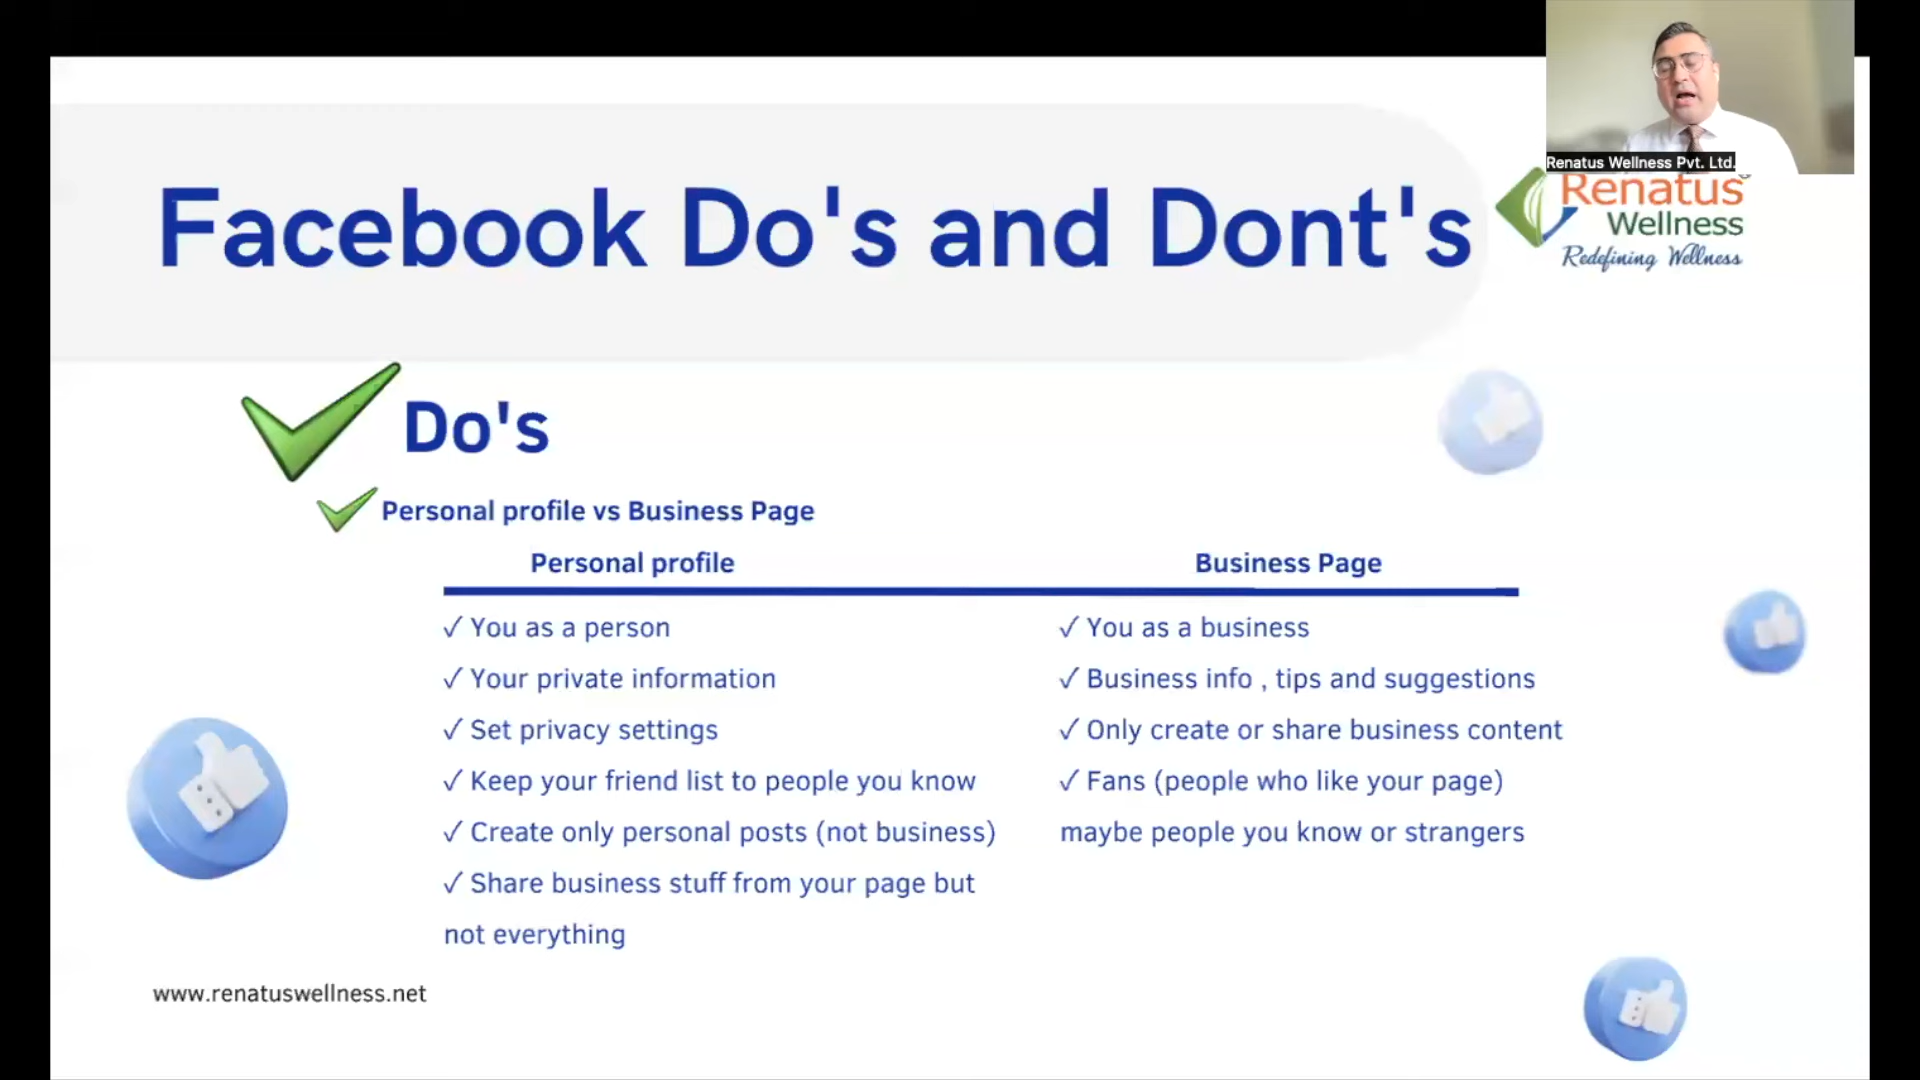 Renatus Wellness Pvt. Ltd.
Facebook Do's and Dont's
Renatus
Wellness
Redefining Wellness
Do's
Personal profile vs Business Page
Personal profile
✓ You as a person
✓ Your private information
✓ Set privacy settings
✓ Keep your friend list to people you know
✓ Create only personal posts (not business)
✓ Share business stuff from your page but
not everything
Business Page
✓ You as a business
✓ Business info , tips and suggestions
✓ Only create or share business content
✓ Fans (people who like your page)
maybe people you know or strangers
www.renatuswellness.net